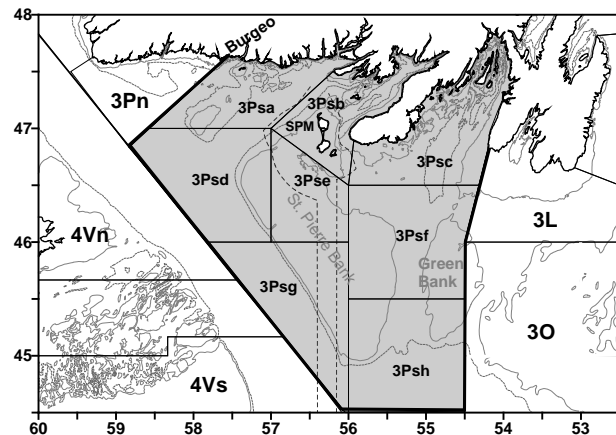 48
Burgeo
3Pn
3Psa
3Psb
47
SPM
3Psc
3Psd
3Pse
St. Pierre Bank
3L
4Vn
3Psf
46
Green
Bank
3Psg
3O
45
3Psh
4Vs
60 59 58 57 56 55 54 53